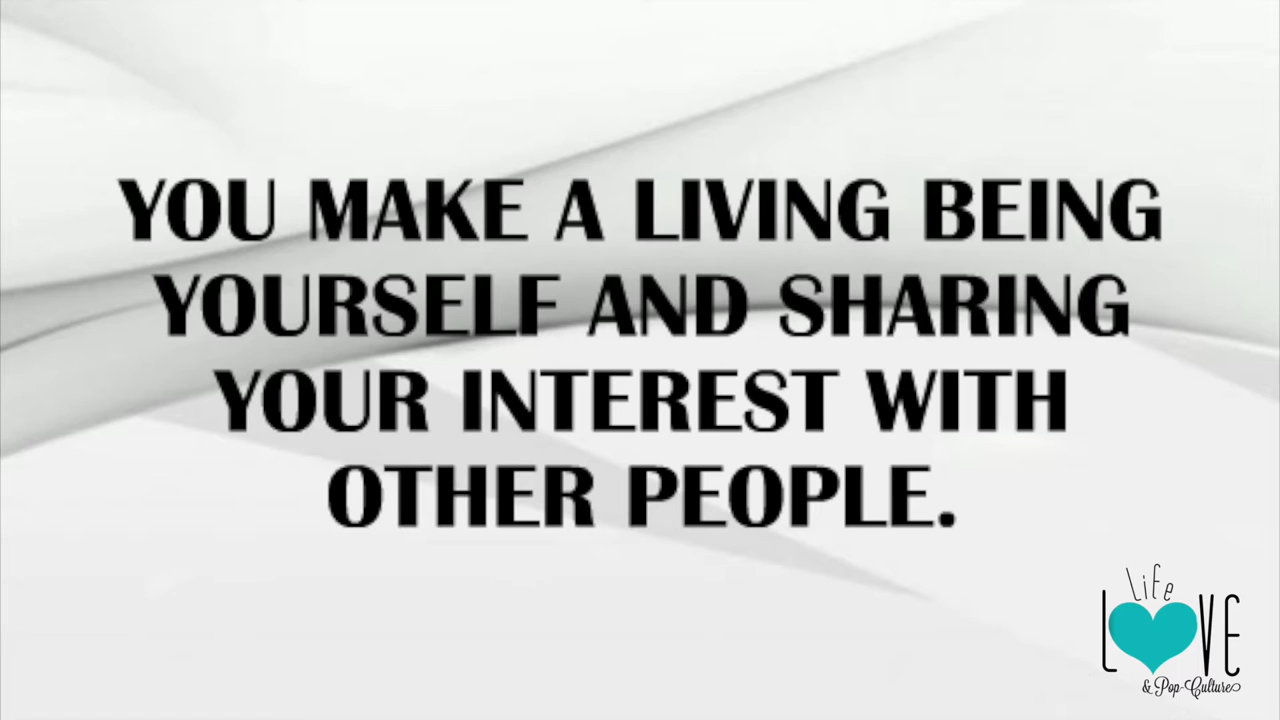 YOU MAKE A LIVING BEING
YOURSELF AND SHARING
YOUR INTEREST WITH
OTHER PEOPLE.
Life
LOVE
& Pop-Culture